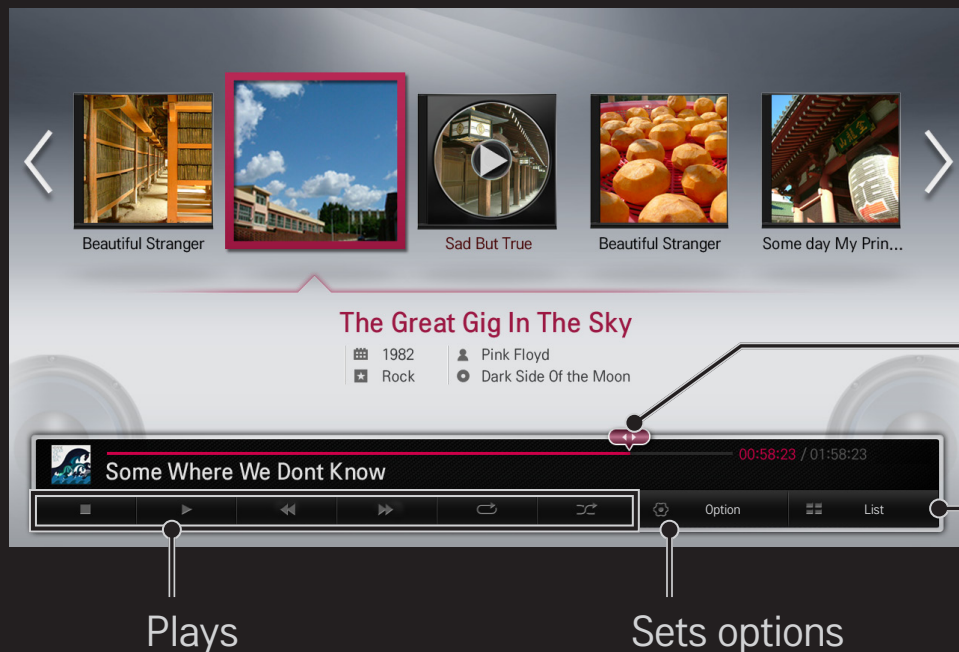 Beautiful Stranger
Sad But True
Beautiful Stranger
Some day My Prin...
The Great Gig In The Sky
1982
Pink Floyd
Rock
Dark Side Of the Moon
00:58:23 / 01:58:23
Some Where We Dont Know
Option
List
Plays
Sets options